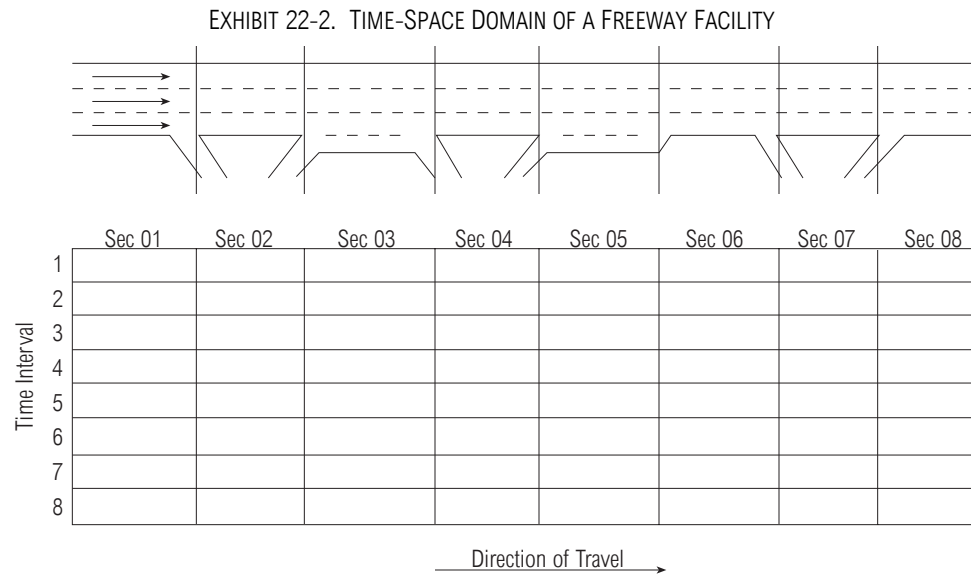 EXHIBIT 22-2. TIME-SPACE DOMAIN OF A FREEWAY FACILITY
Sec 01 Sec 02 Sec 03 Sec 04 Sec 05 Sec 06 Sec 07 Sec 08
Time Interval
1
2
3
4
5
6
7
8
Direction of Travel